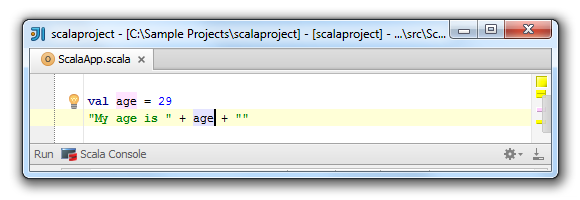 scalaproject - [C:\Sample Projects\scalaproject] - [scalaproject - ...\src\Sc...
ScalaApp.scala
val age = 29
"My age is " + age + ""
Run Scala Console